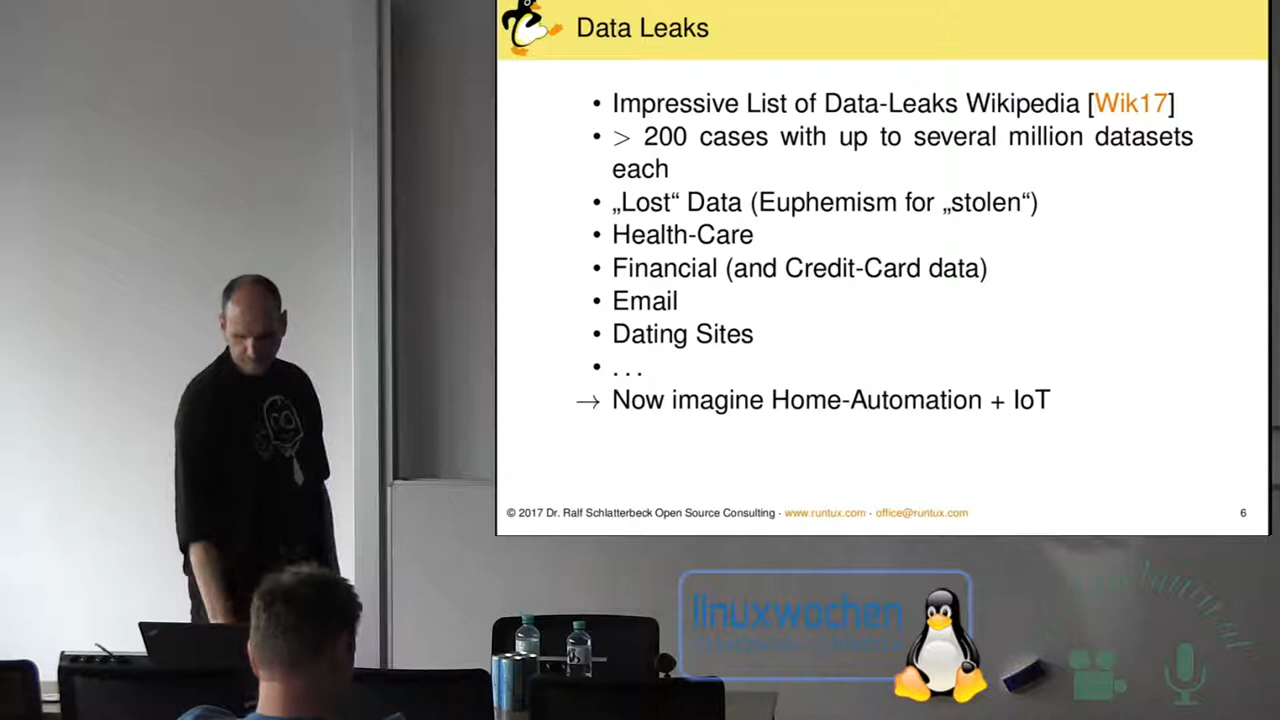 Data Leaks
• Impressive List of Data-Leaks Wikipedia [Wik17]
• > 200 cases with up to several million datasets
each
• „Lost“ Data (Euphemism for „stolen“)
• Health-Care
• Financial (and Credit-Card data)
• Email
• Dating Sites
• . . .
→ Now imagine Home-Automation + IoT
© 2017 Dr. Ralf Schlatterbeck Open Source Consulting · www.runtux.com · office@runtux.com
6
linuxwochen